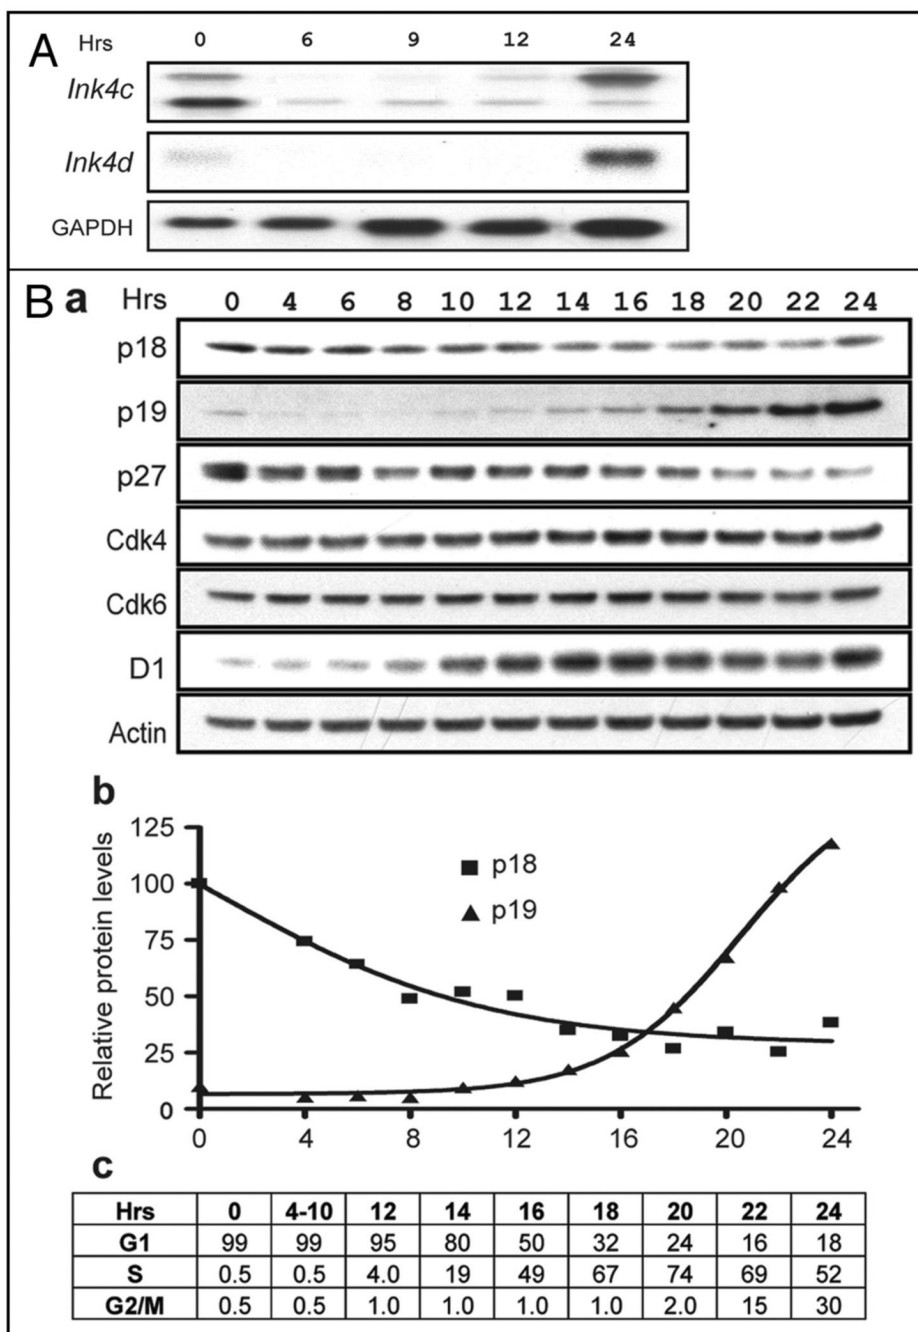 A
Hrs 0 6 9 12 24
Ink4c
Ink4d
GAPDH
B a Hrs 0 4 6 8 10 12 14 16 18 20 22 24
p18
p19
p27
Cdk4
Cdk6
D1
Actin
b
Relative protein levels
125
100
75
50
25
0
p18
p19
0 4 8 12 16 20 24
c
Hrs 0 4-10 12 14 16 18 20 22 24
G1 99 99 95 80 50 32 24 16 18
S 0.5 0.5 4.0 19 49 67 74 69 52
G2/M 0.5 0.5 1.0 1.0 1.0 1.0 2.0 15 30